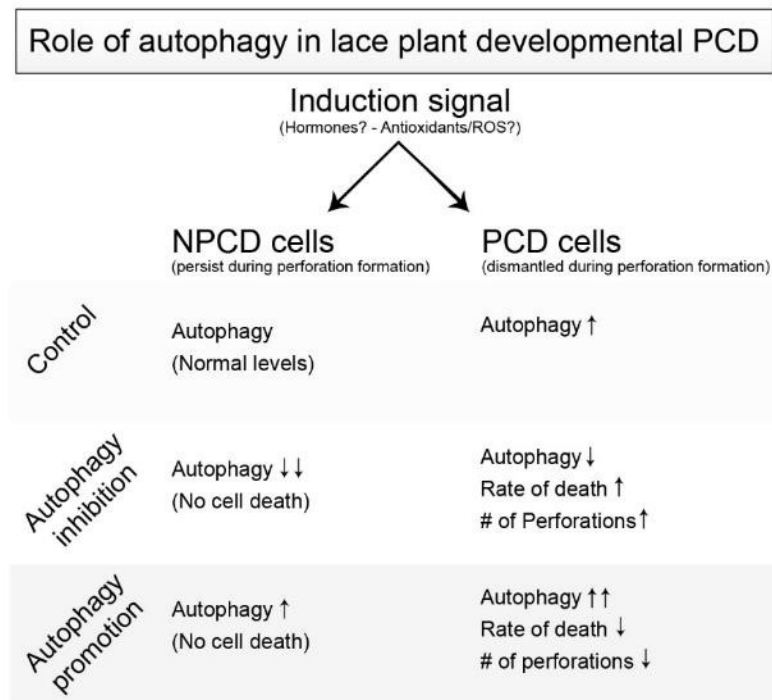 Role of autophagy in lace plant developmental PCD
Induction signal
(Hormones? - Antioxidants/ROS?)
NPCD cells
(persist during perforation formation)
PCD cells
(dismantled during perforation formation)
Control
Autophagy
(Normal levels)
Autophagy ↑
Autophagy
inhibition
Autophagy ↓↓
(No cell death)
Autophagy ↓
Rate of death ↑
# of Perforations ↑
Autophagy
promotion
Autophagy ↑
(No cell death)
Autophagy ↑↑
Rate of death ↓
# of perforations ↓